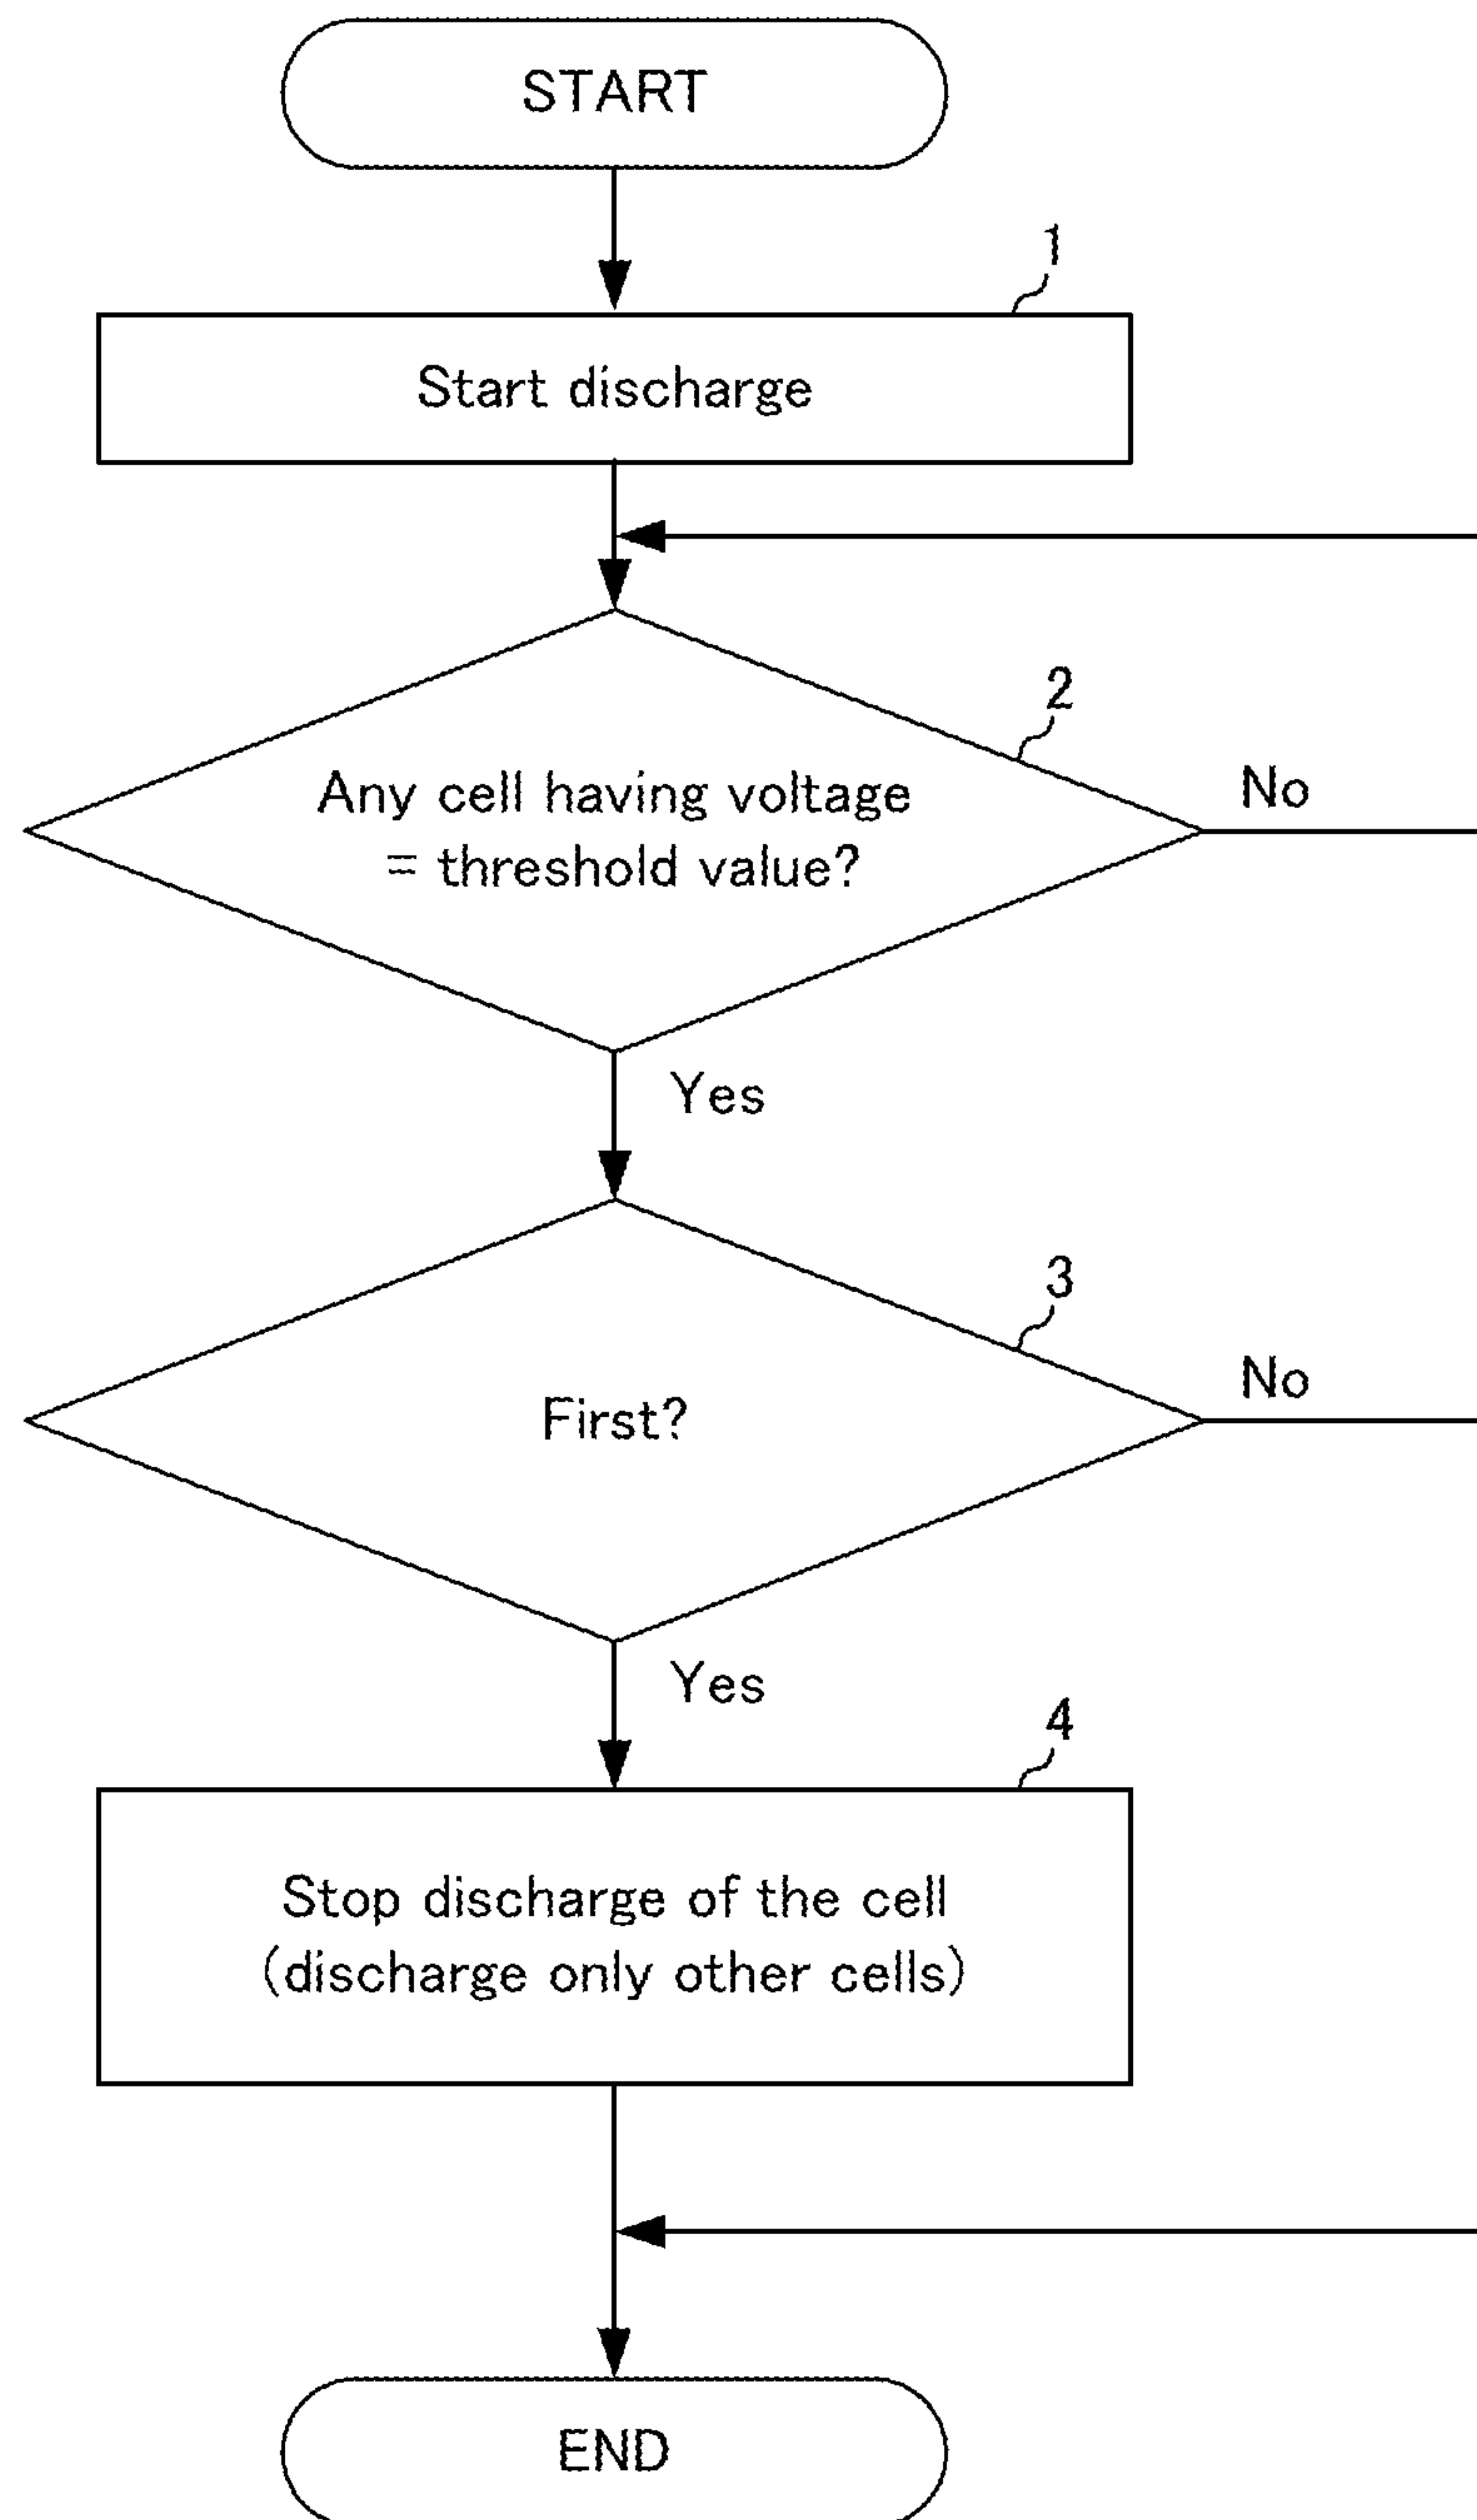 START
1
Start discharge
2
Any cell having voltage
= threshold value?
No
Yes
3
First?
No
Yes
4
Stop discharge of the cell
(discharge only other cells)
END